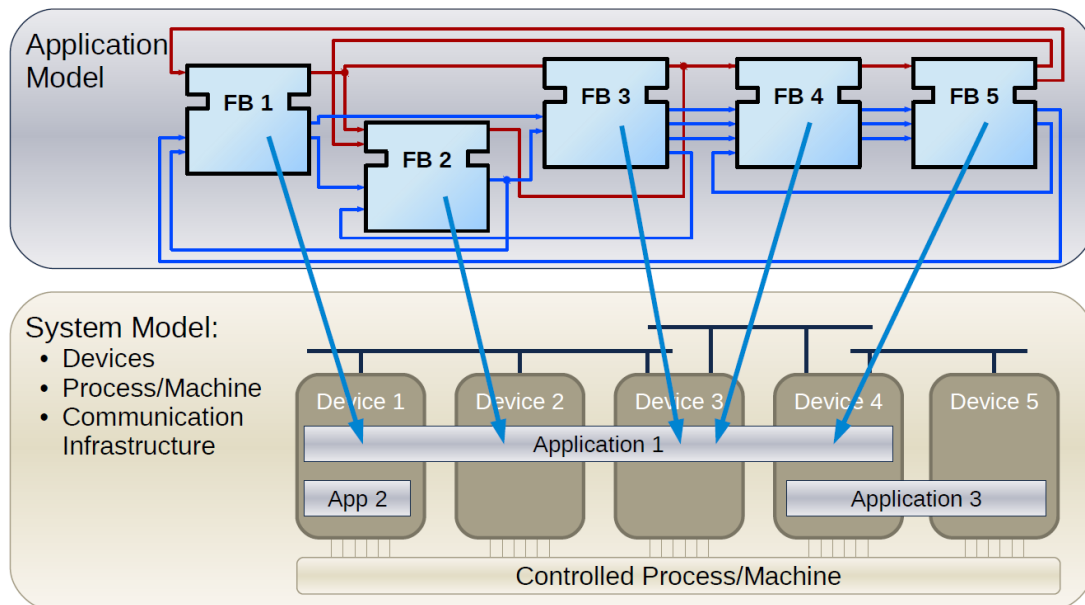 Application
Model
FB 1
FB 2
FB 3
FB 4
FB 5
System Model:
• Devices
• Process/Machine
• Communication
Infrastructure
Device 1
Device 2
Device 3
Device 4
Device 5
Application 1
App 2
Application 3
Controlled Process/Machine